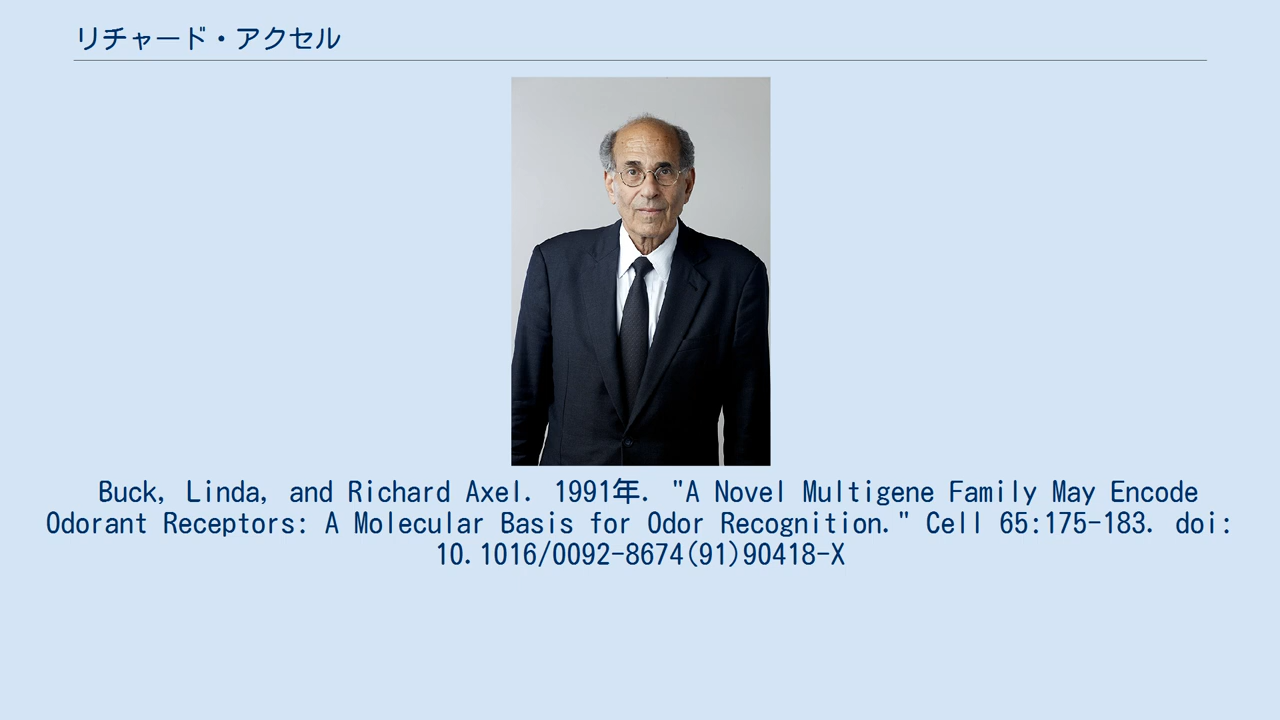 リチャード・アクセル
Buck, Linda, and Richard Axel. 1991年. "A Novel Multigene Family May Encode
Odorant Receptors: A Molecular Basis for Odor Recognition." Cell 65:175-183. doi:
10.1016/0092-8674(91)90418-X